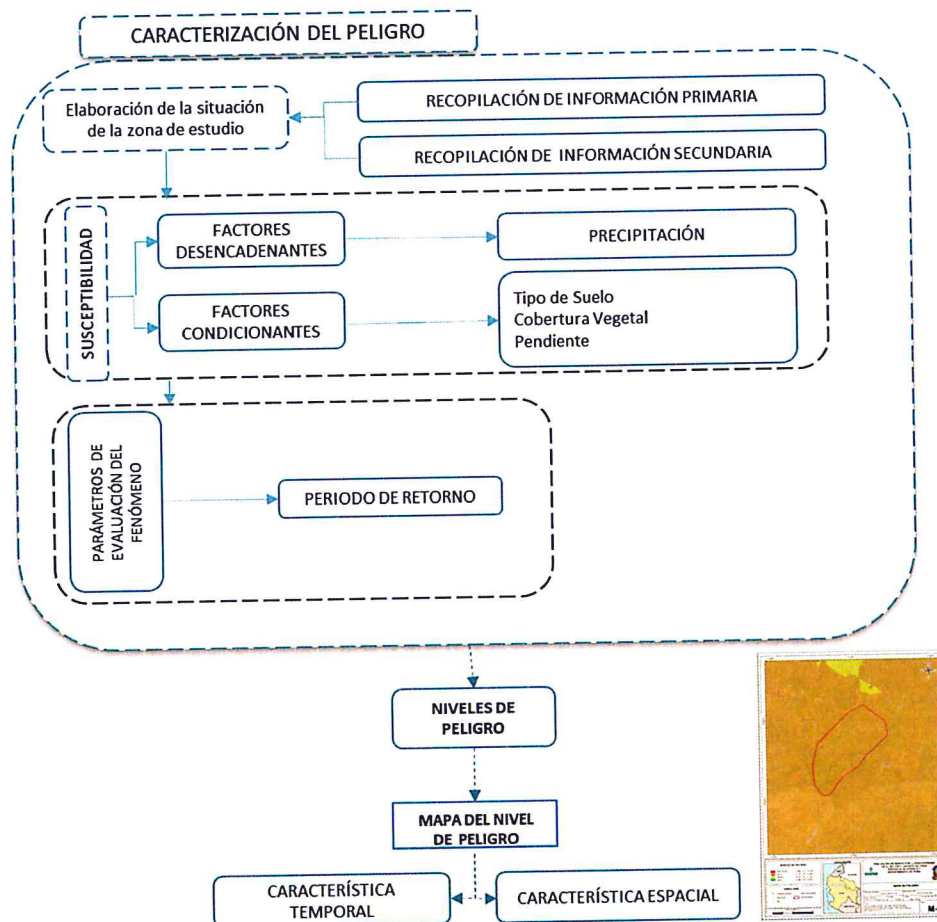 CARACTERIZACIÓN DEL PELIGRO
Elaboración de la situación
de la zona de estudio
RECOPILACIÓN DE INFORMACIÓN PRIMARIA
RECOPILACIÓN DE INFORMACIÓN SECUNDARIA
SUSCEPTIBILIDAD
FACTORES
DESENCADENANTES
PRECIPITACIÓN
FACTORES
CONDICIONANTES
Tipo de Suelo
Cobertura Vegetal
Pendiente
PARÁMETROS DE
EVALUACIÓN DEL
FENÓMENO
PERIODO DE RETORNO
NIVELES DE
PELIGRO
MAPA DEL NIVEL
DE PELIGRO
CARACTERÍSTICA
TEMPORAL
CARACTERÍSTICA ESPACIAL